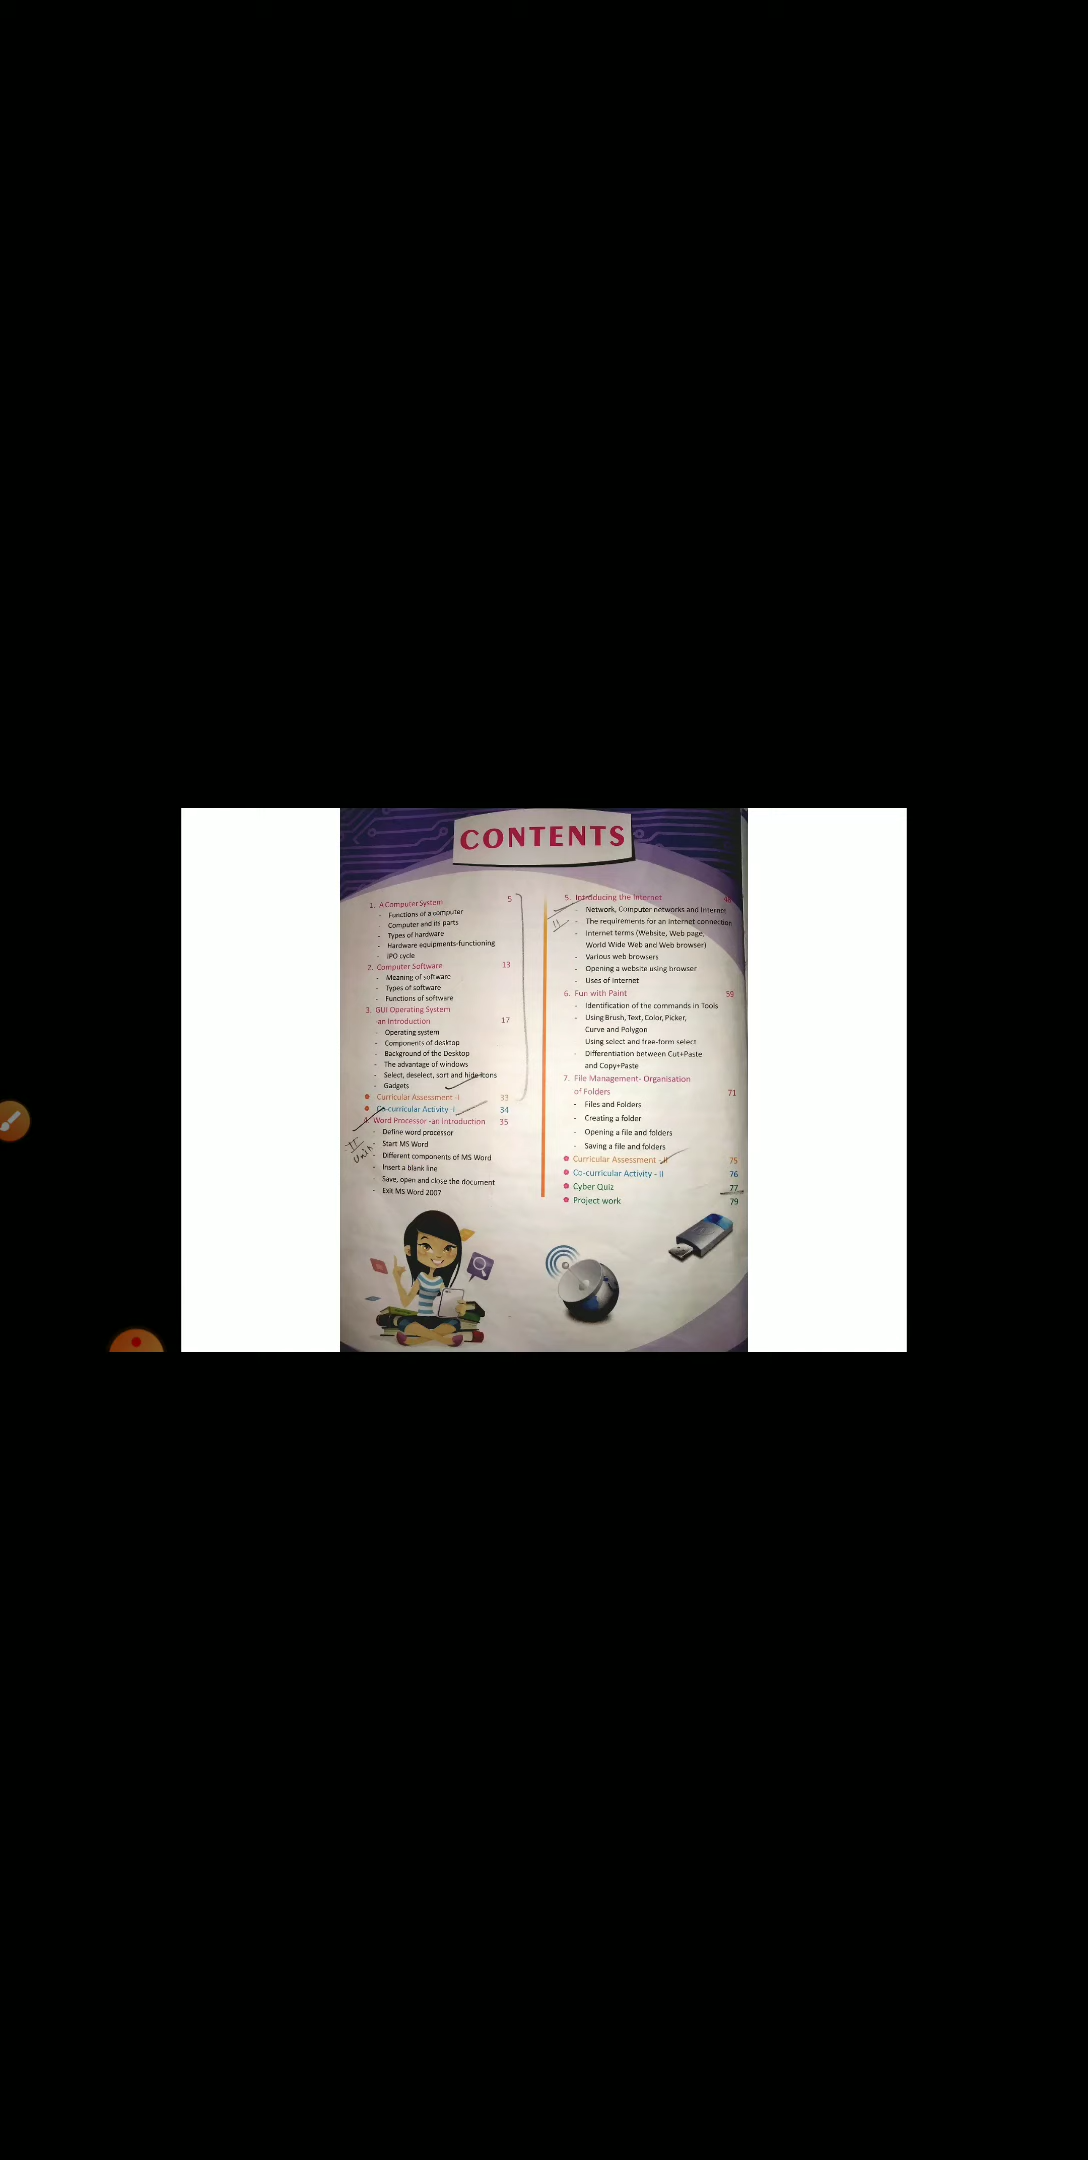 CONTENTS
1. A Computer System 5
- Functions of a computer
Computer and its parts
- Types of hardware
- Hardware equipments-functioning
- IPO cycle
2. Computer Software 13
- Meaning of software
- Types of software
- Functions of software
3. GUI Operating System
-an Introduction 17
- Operating system
- Components of desktop
- Background of the Desktop
- The advantage of windows
- Select, deselect, sort and hide icons
- Gadgets
Curricular Assessment -I 33
Co-curricular Activity -I 34
4. Word Processor -an Introduction 35
- Define word processor
- Start MS Word
- Different components of MS Word
- Insert a blank line
Save, open and close the document
- Exit MS Word 2007
II
Unit
5. Introducing the Internet
- Network, Computer networks and Internet
- The requirements for an Internet connection
- Internet terms (Website, Web page,
World Wide Web and Web browser)
- Various web browsers
- Opening a website using browser
- Uses of Internet
6. Fun with Paint 59
- Identification of the commands in Tools
- Using Brush, Text, Color, Picker,
Curve and Polygon
Using select and free-form select
- Differentiation between Cut+Paste
and Copy+Paste
7. File Management- Organisation
of Folders 71
- Files and Folders
- Creating a folder
- Opening a file and folders
- Saving a file and folders
Curricular Assessment - II 75
Co-curricular Activity - II 76
Cyber Quiz 77
Project work 79